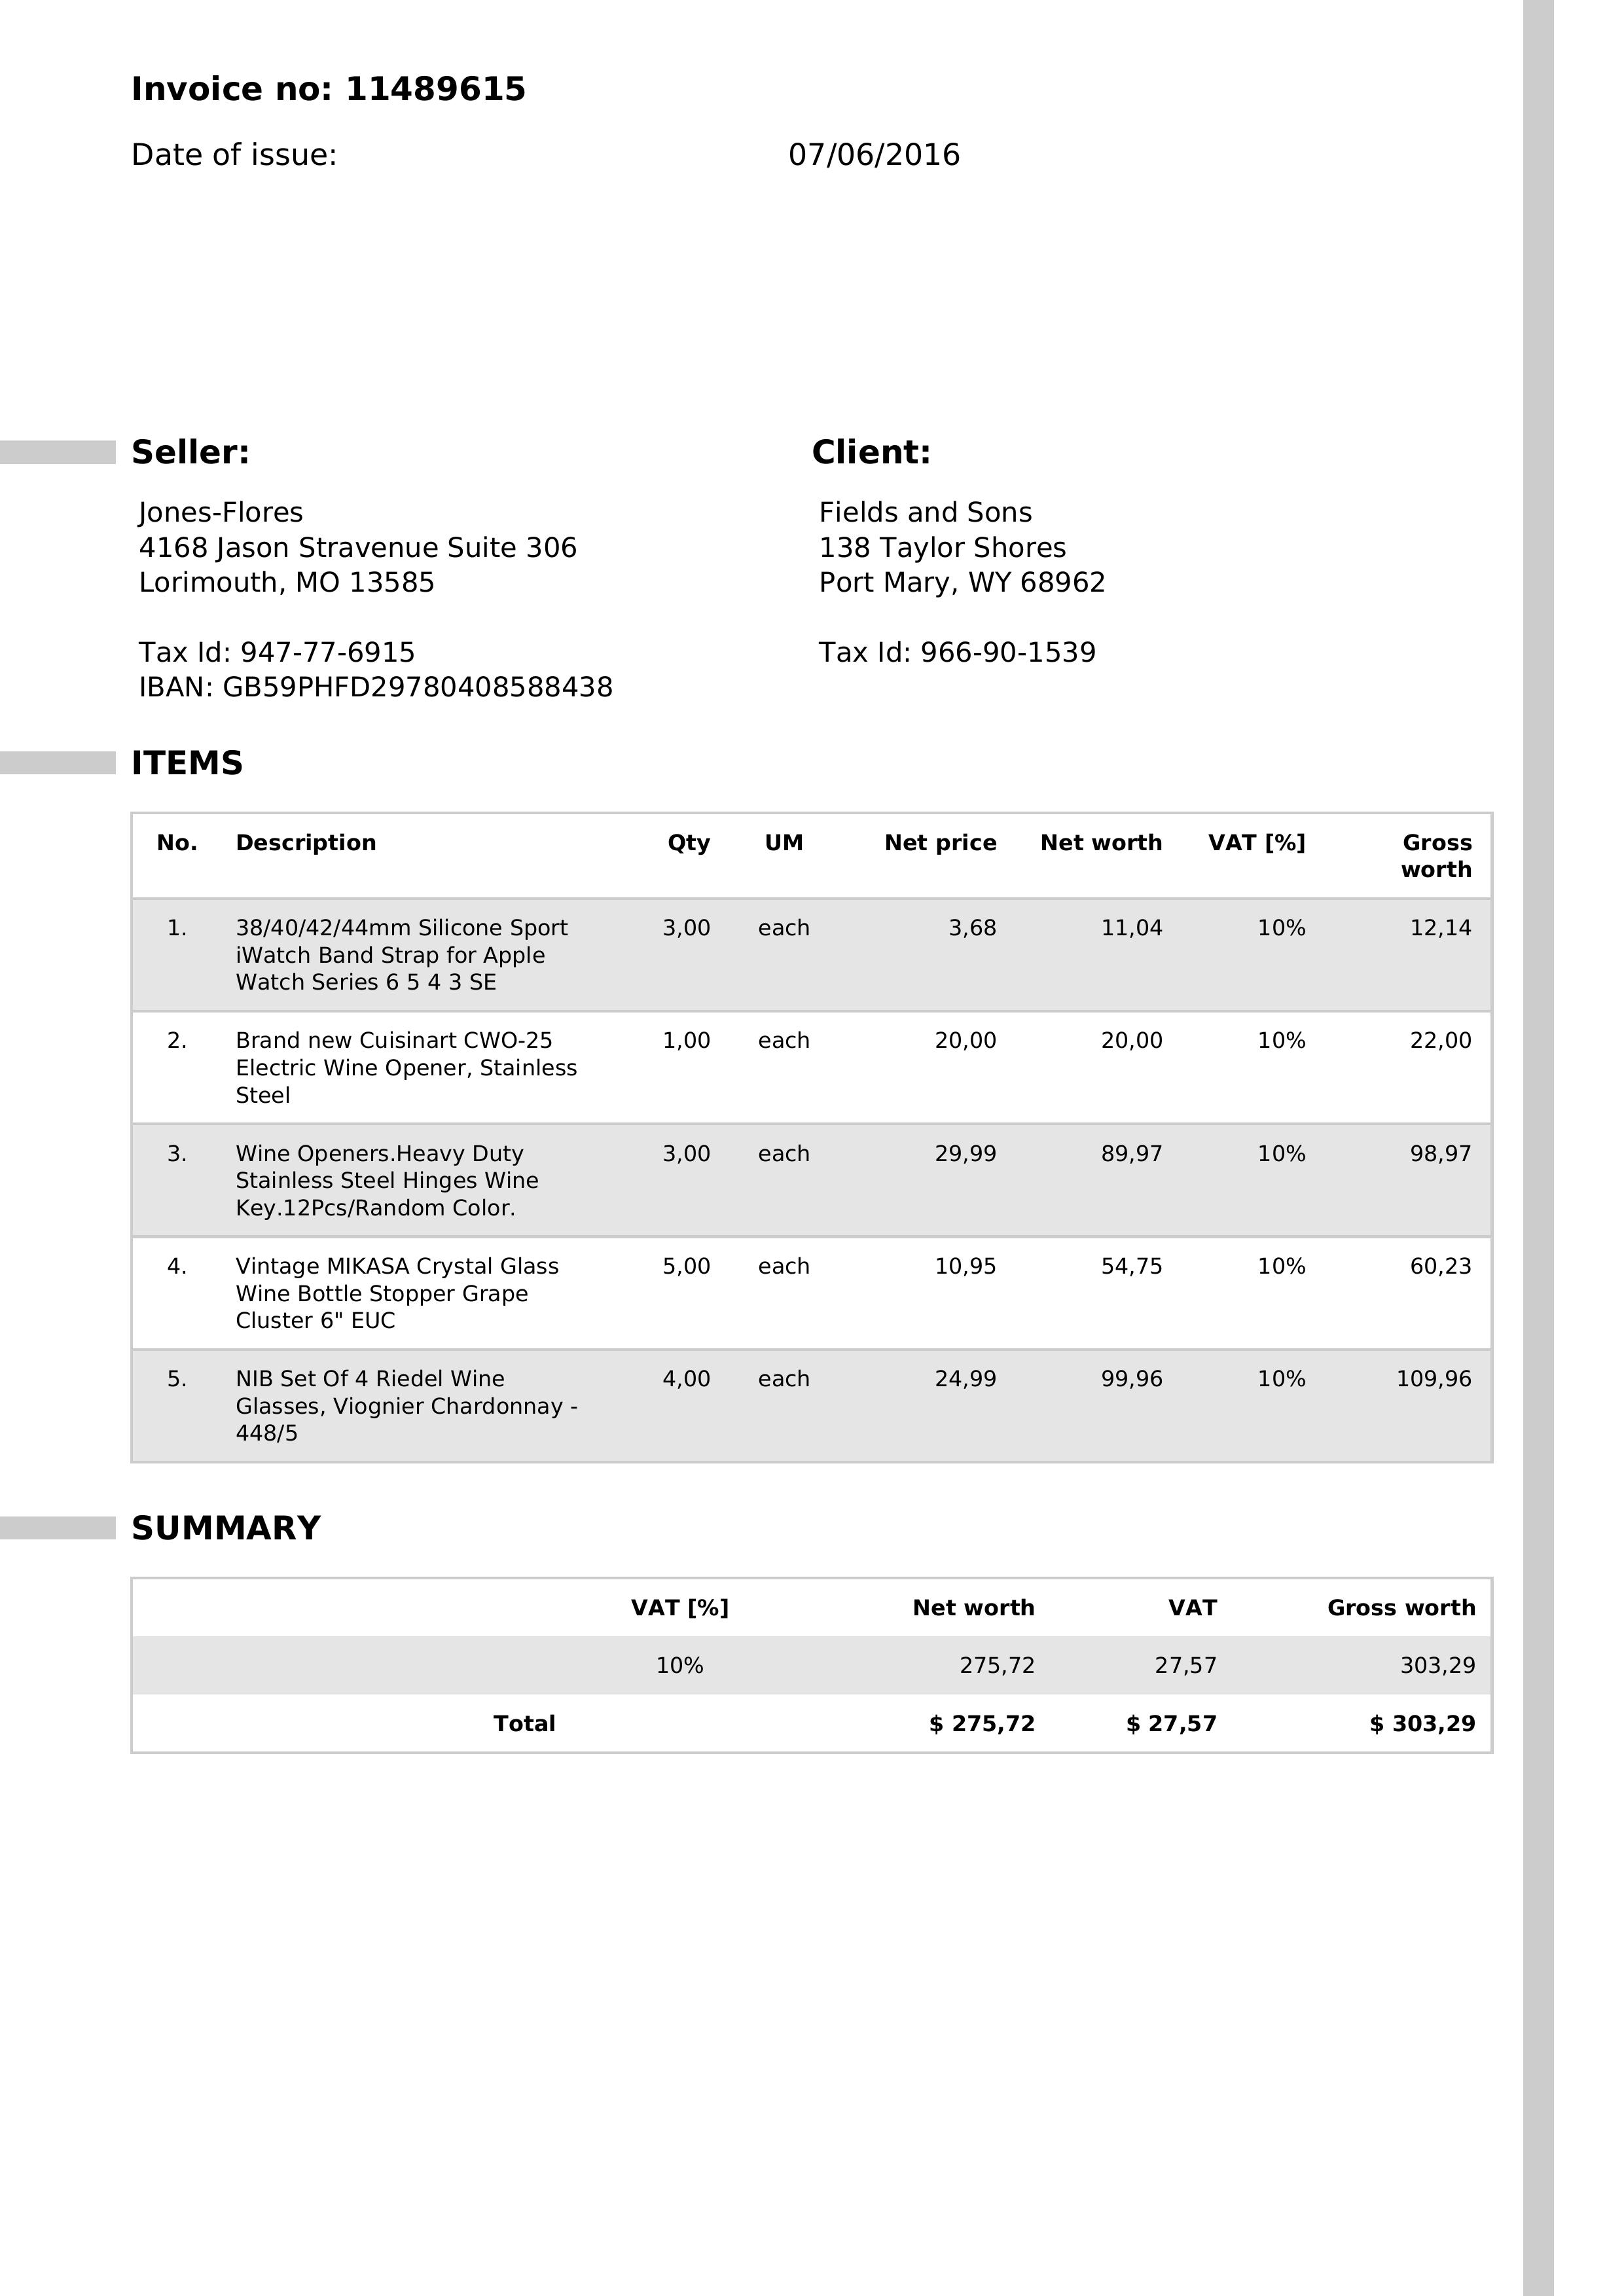 Invoice no: 11489615
Date of issue: 07/06/2016
Seller:
Jones-Flores
4168 Jason Stravenue Suite 306
Lorimouth, MO 13585
Tax Id: 947-77-6915
IBAN: GB59PHFD29780408588438
Client:
Fields and Sons
138 Taylor Shores
Port Mary, WY 68962
Tax Id: 966-90-1539
ITEMS
No. Description Qty UM Net price Net worth VAT [%] Gross
worth
1. 38/40/42/44mm Silicone Sport 3,00 each 3,68 11,04 10% 12,14
iWatch Band Strap for Apple
Watch Series 6 5 4 3 SE
2. Brand new Cuisinart CWO-25 1,00 each 20,00 20,00 10% 22,00
Electric Wine Opener, Stainless
Steel
3. Wine Openers.Heavy Duty 3,00 each 29,99 89,97 10% 98,97
Stainless Steel Hinges Wine
Key.12Pcs/Random Color.
4. Vintage MIKASA Crystal Glass 5,00 each 10,95 54,75 10% 60,23
Wine Bottle Stopper Grape
Cluster 6" EUC
5. NIB Set Of 4 Riedel Wine 4,00 each 24,99 99,96 10% 109,96
Glasses, Viognier Chardonnay -
448/5
SUMMARY
VAT [%] Net worth VAT Gross worth
10% 275,72 27,57 303,29
Total $ 275,72 $ 27,57 $ 303,29